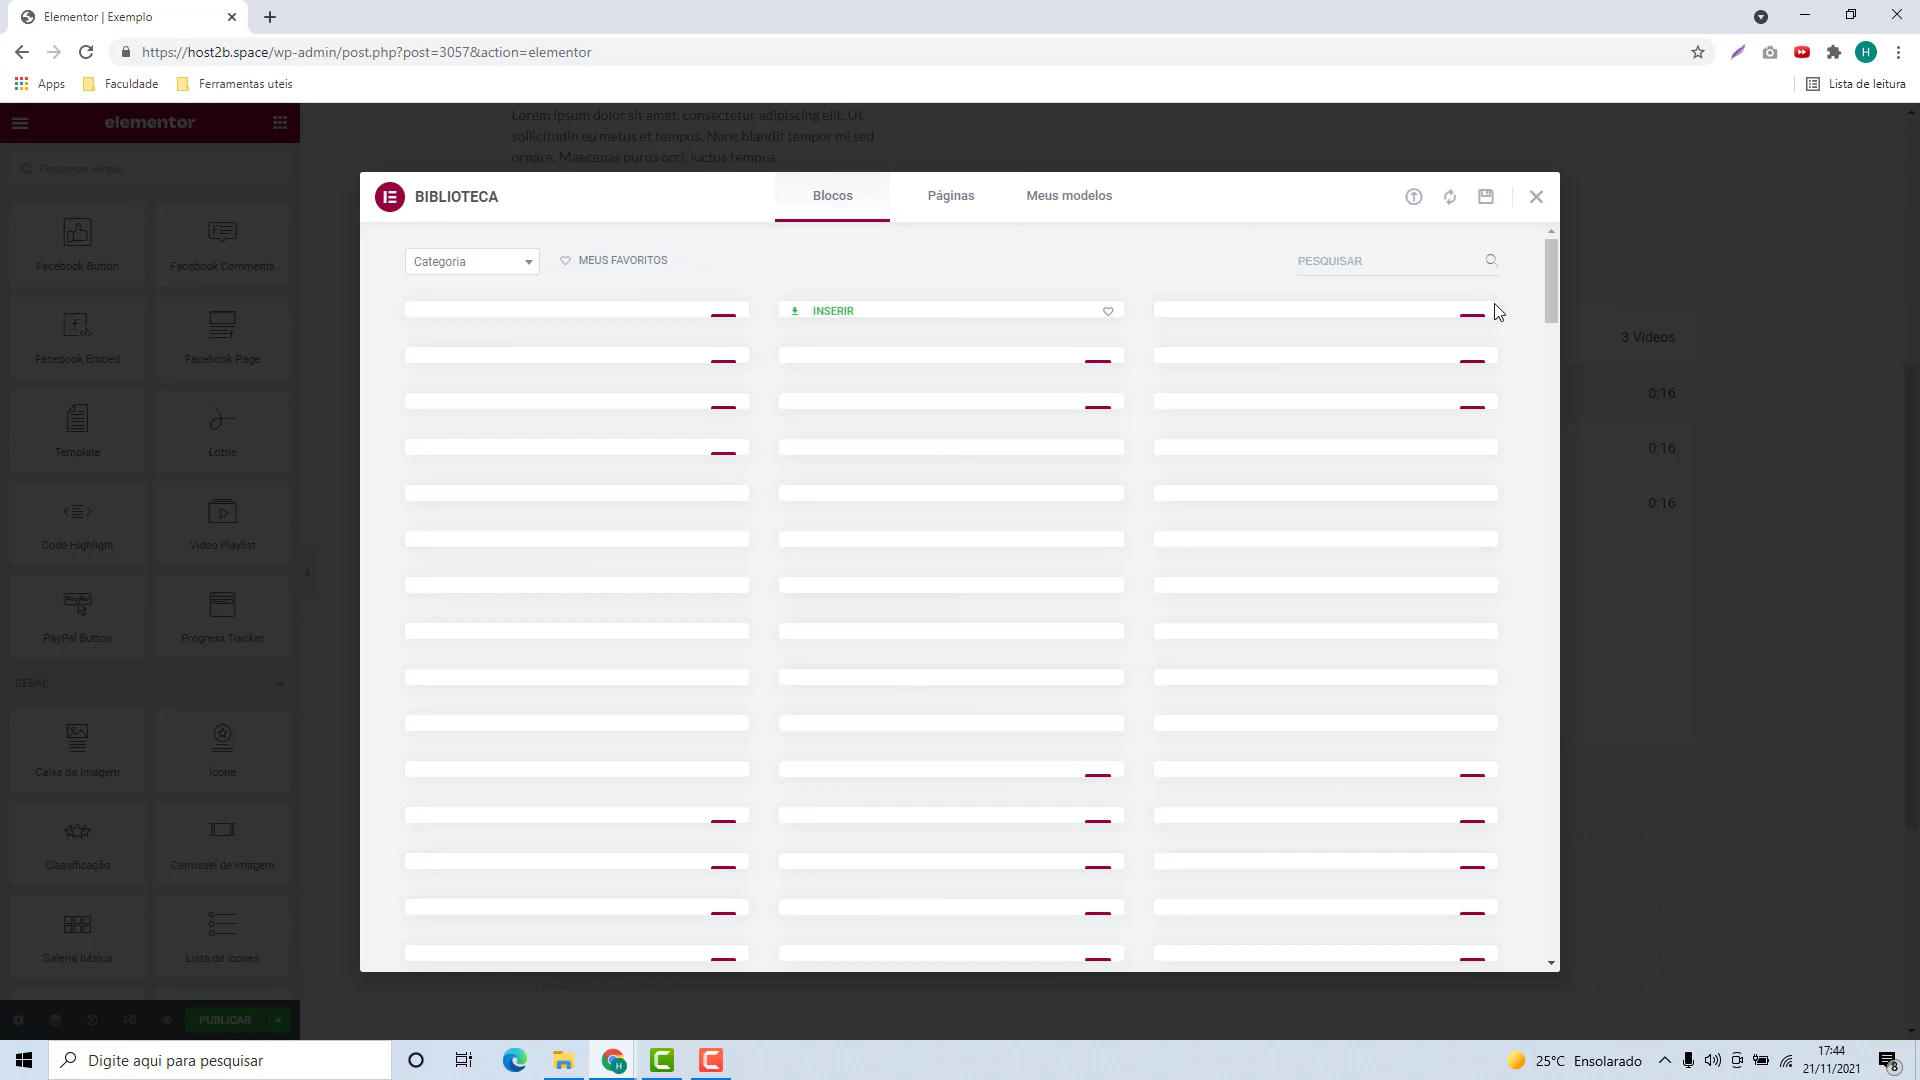 Elementor | Exemplo
https://host2b.space/wp-admin/post.php?post=3057&action=elementor
Apps
Faculdade
Ferramentas uteis
Lista de leitura
elementor
Lorem ipsum dolor sit amet, consectetur adipiscing elit. Ut
sollicitudin eu metus et tempus. Nunc blandit tempor mi sed
ornare. Maecenas purus orci, luctus tempus
Pesquisar widget
BIBLIOTECA
Blocos
Páginas
Meus modelos
Categoria
MEUS FAVORITOS
PESQUISAR
INSERIR
Facebook Button
Facebook Comments
Facebook Embed
Facebook Page
Template
Lottie
Code Highlight
Video Playlist
PayPal
PayPal Button
Progress Tracker
GERAL
Caixa da imagem
Ícone
Classificação
Carrossel de imagem
Galeria básica
Lista de ícones
3 Videos
0:16
0:16
0:16
PUBLICAR
Digite aqui para pesquisar
25°C Ensolarado
17:44
21/11/2021
8
H